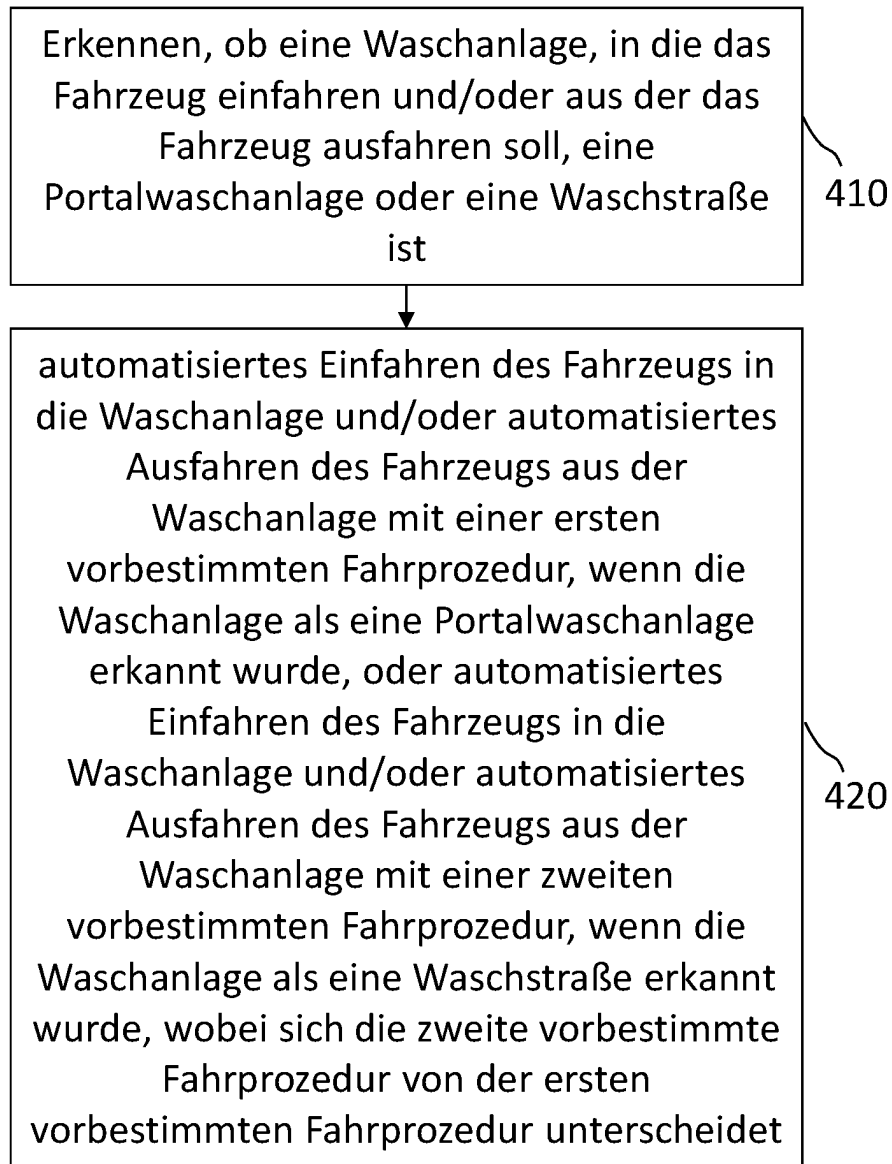 Erkennen, ob eine Waschanlage, in die das
Fahrzeug einfahren und/oder aus der das
Fahrzeug ausfahren soll, eine
Portalwaschanlage oder eine Waschstraße
ist
410
automatisiertes Einfahren des Fahrzeugs in
die Waschanlage und/oder automatisiertes
Ausfahren des Fahrzeugs aus der
Waschanlage mit einer ersten
vorbestimmten Fahrprozedur, wenn die
Waschanlage als eine Portalwaschanlage
erkannt wurde, oder automatisiertes
Einfahren des Fahrzeugs in die
Waschanlage und/oder automatisiertes
Ausfahren des Fahrzeugs aus der
Waschanlage mit einer zweiten
vorbestimmten Fahrprozedur, wenn die
Waschanlage als eine Waschstraße erkannt
wurde, wobei sich die zweite vorbestimmte
Fahrprozedur von der ersten
vorbestimmten Fahrprozedur unterscheidet
420